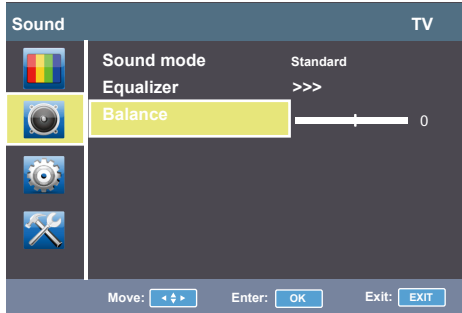 Sound TV
Sound mode Standard
Equalizer >>>
Balance 0
Move: Enter: OK Exit: EXIT